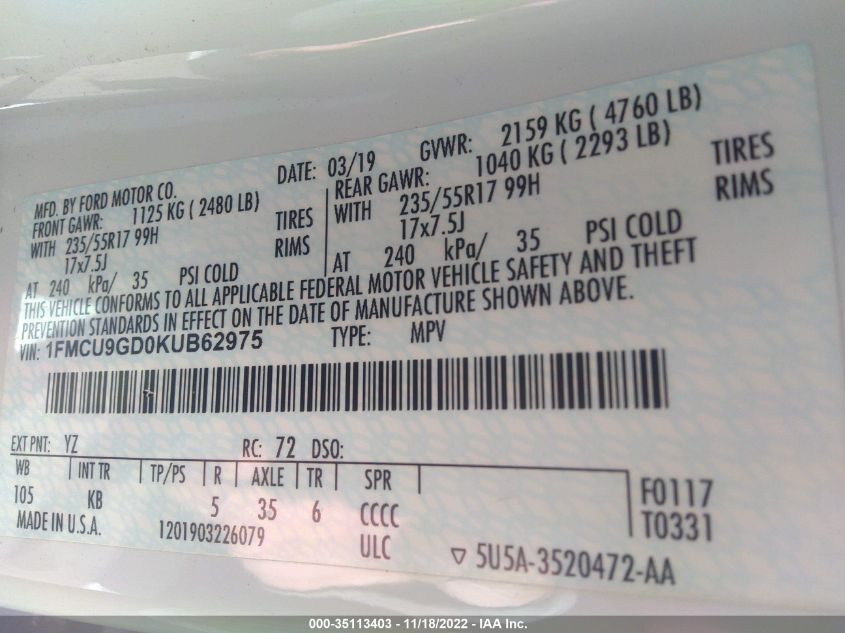 MFD. BY FORD MOTOR CO. DATE: 03/19 GVWR: 2159 KG ( 4760 LB)
FRONT GAWR: 1125 KG ( 2480 LB) REAR GAWR: 1040 KG ( 2293 LB)
WITH 235/55R17 99H TIRES WITH 235/55R17 99H TIRES
17x7.5J RIMS 17x7.5J RIMS
AT 240 kPa/ 35 PSI COLD AT 240 kPa/ 35 PSI COLD
THIS VEHICLE CONFORMS TO ALL APPLICABLE FEDERAL MOTOR VEHICLE SAFETY AND THEFT
PREVENTION STANDARDS IN EFFECT ON THE DATE OF MANUFACTURE SHOWN ABOVE.
VIN: 1FMCU9GD0KUB62975 TYPE: MPV
EXT PNT: YZ RC: 72 DSO:
WB INT TR TP/PS R AXLE TR SPR
105 KB 5 35 6 CCCC F0117
MADE IN U.S.A. 1201903226079 ULC T0331
5U5A-3520472-AA
000-35113403 - 11/18/2022 - IAA Inc.